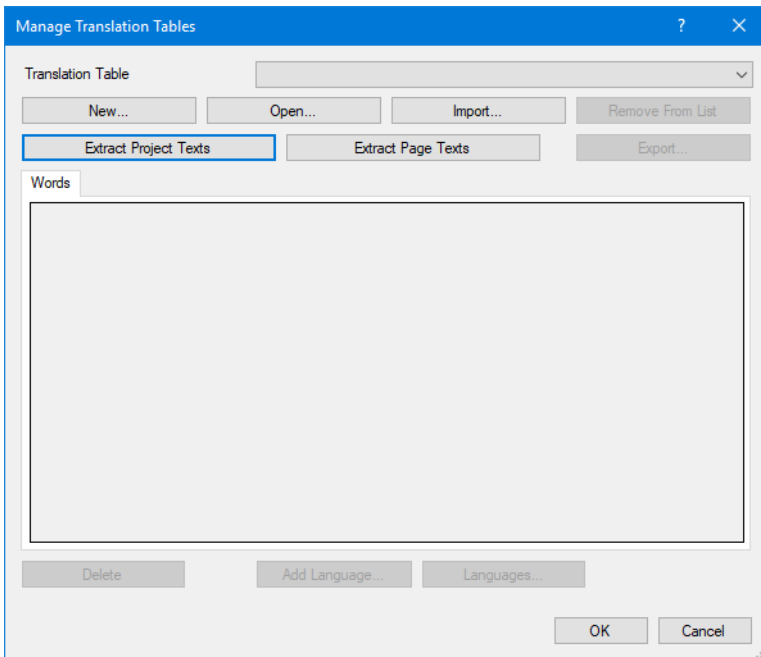 Manage Translation Tables ?
Translation Table
New... Open... Import... Remove From List
Extract Project Texts Extract Page Texts Export...
Words
Delete Add Language... Languages...
OK Cancel